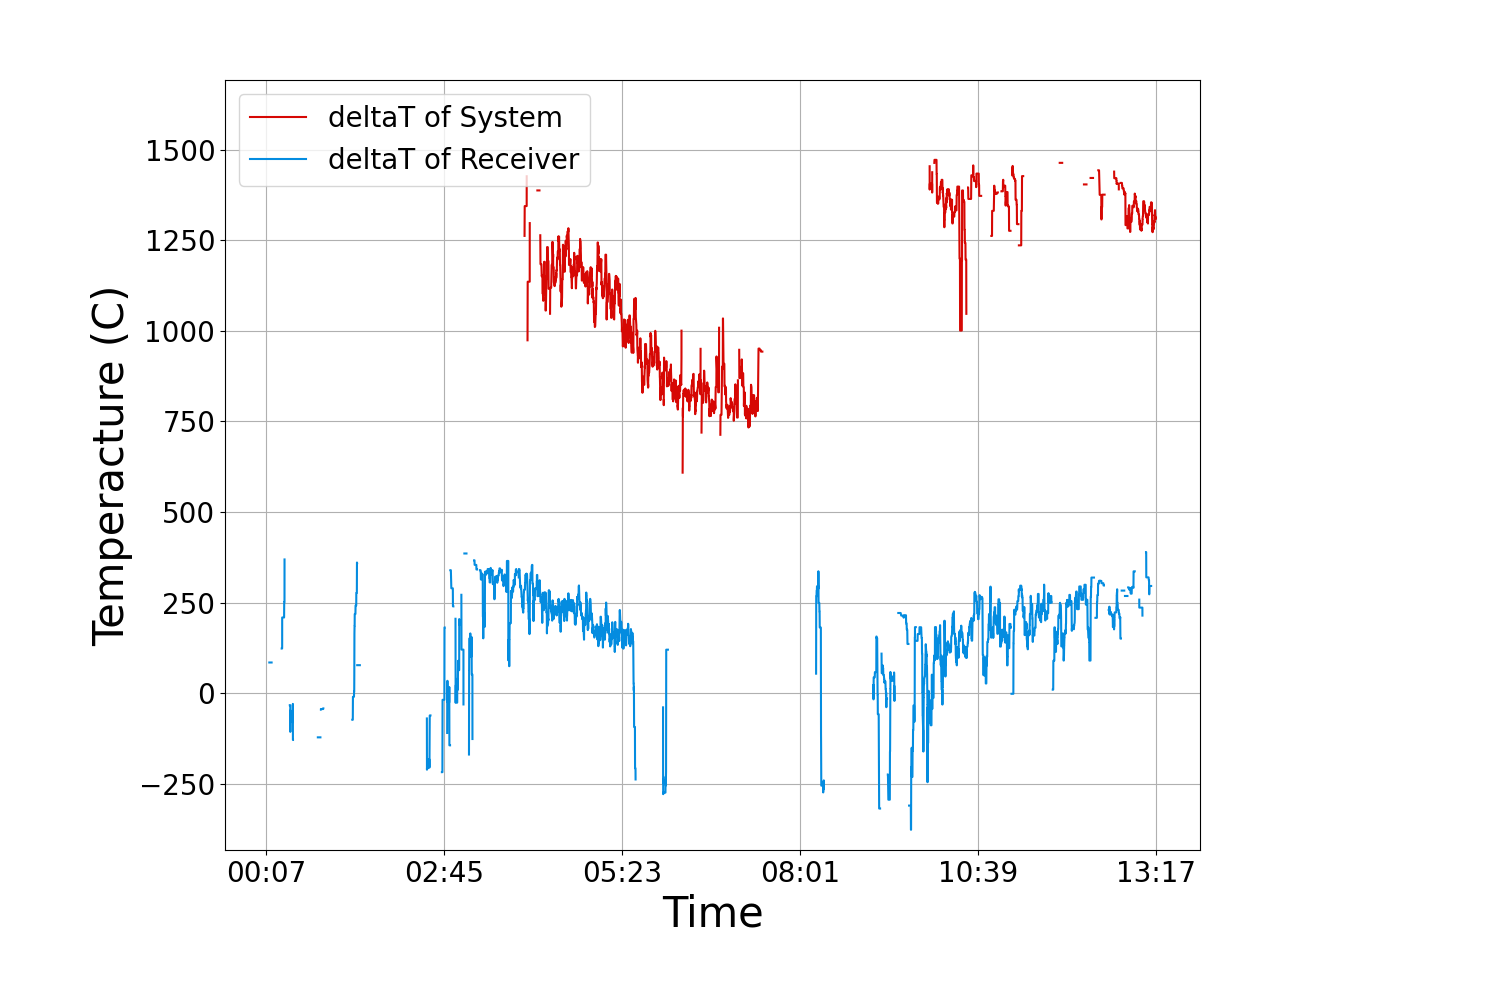 deltaT of System
deltaT of Receiver
Temperacture (C)
1500
1250
1000
750
500
250
0
−250
00:07 02:45 05:23 08:01 10:39 13:17
Time